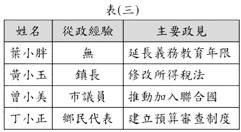 表(三)
姓名 從政經驗 主要政見
葉小胖 無 延長義務教育年限
黃小玉 鎮長 修改所得稅法
曾小美 市議員 推動加入聯合國
丁小正 鄉民代表 建立預算審查制度